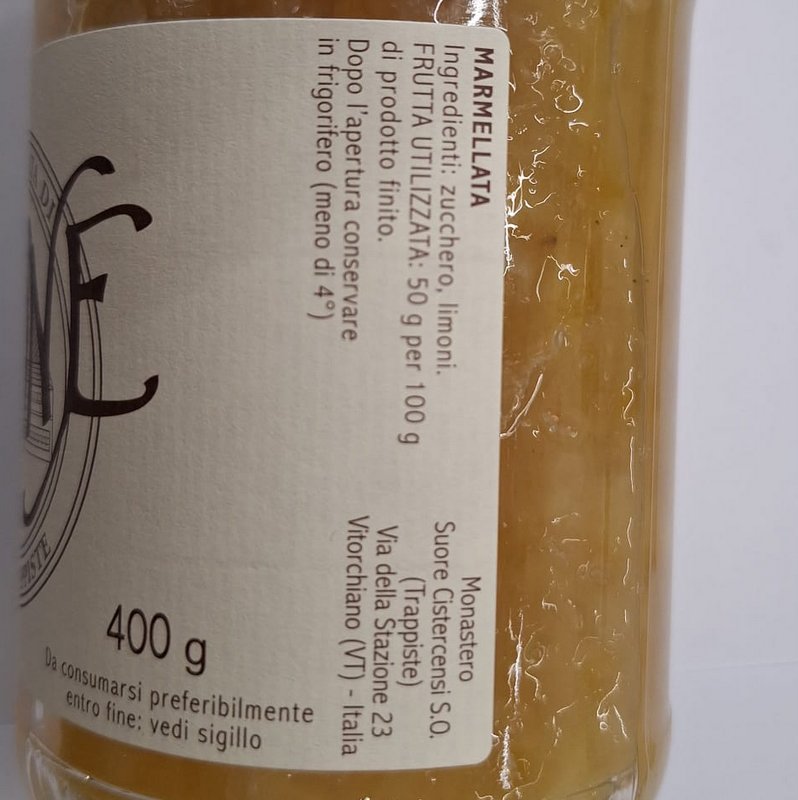 MARMELLATA
Ingredienti: zucchero, limoni.
FRUTTA UTILIZZATA: 50 g per 100 g
di prodotto finito.
Dopo l'apertura conservare
in frigorifero (meno di 4°)
Monastero
Suore Cistercensi S.O.
(Trappiste)
Via della Stazione 23
Vitorchiano (VT) - Italia
400 g
Da consumarsi preferibilmente
entro fine: vedi sigillo